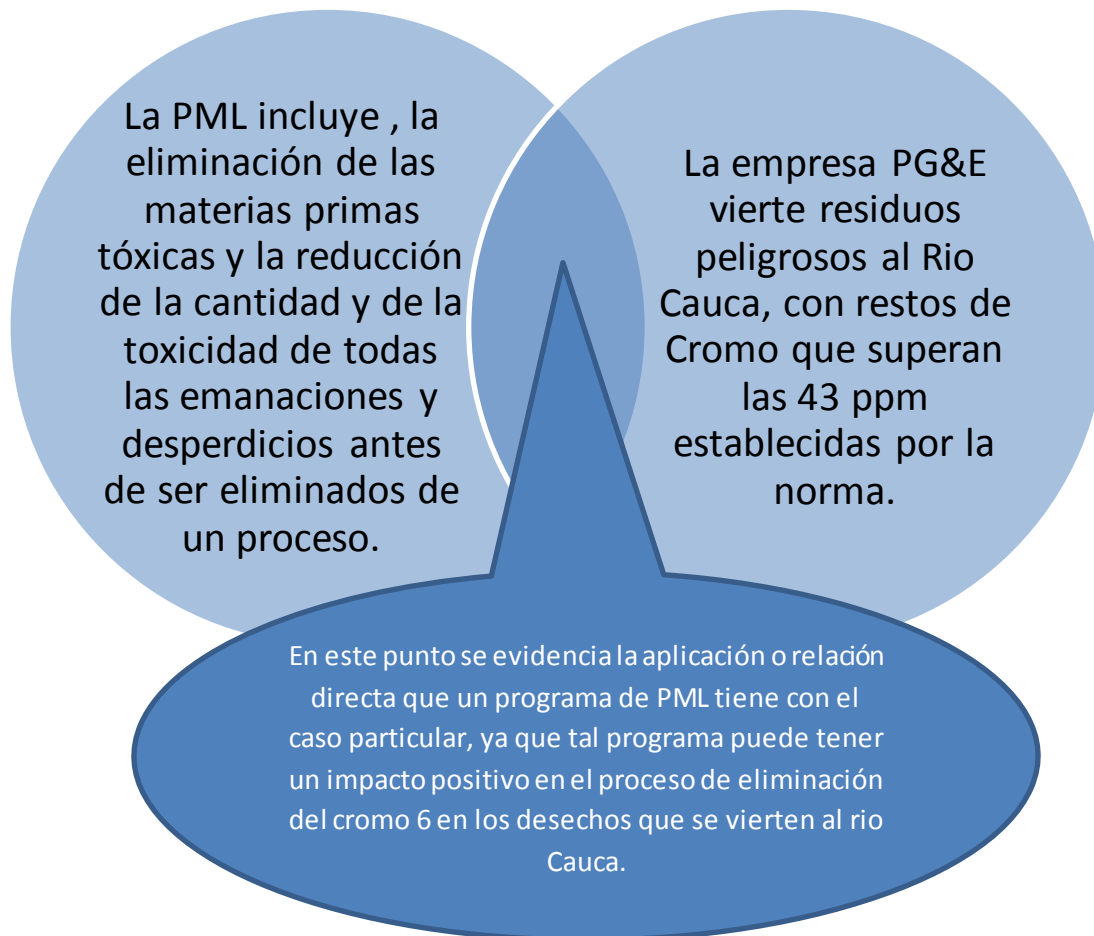 La PML incluye , la
eliminación de las
materias primas
tóxicas y la reducción
de la cantidad y de la
toxicidad de todas
las emanaciones y
desperdicios antes
de ser eliminados de
un proceso.
La empresa PG&E
vierte residuos
peligrosos al Rio
Cauca, con restos de
Cromo que superan
las 43 ppm
establecidas por la
norma.
En este punto se evidencia la aplicación o relación
directa que un programa de PML tiene con el
caso particular, ya que tal programa puede tener
un impacto positivo en el proceso de eliminación
del cromo 6 en los desechos que se vierten al rio
Cauca.